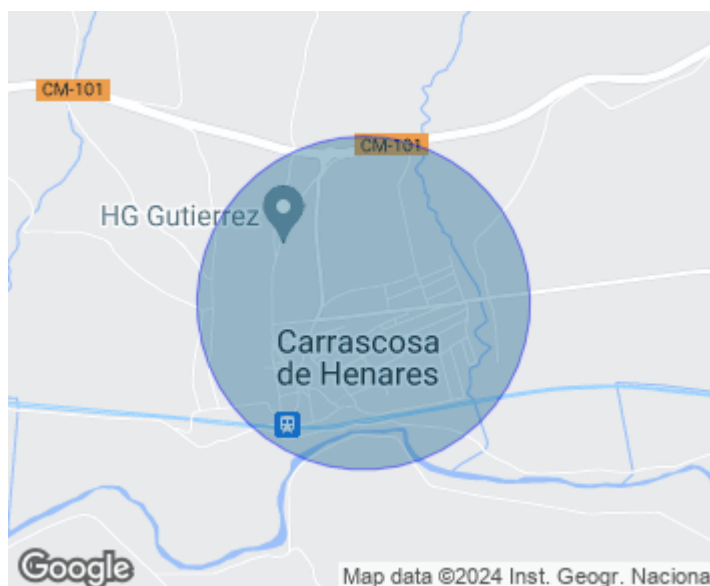 CM-101
CM-101
HG Gutierrez
Carrascosa
de Henares
Google
Map data ©2024 Inst. Geogr. Naciona